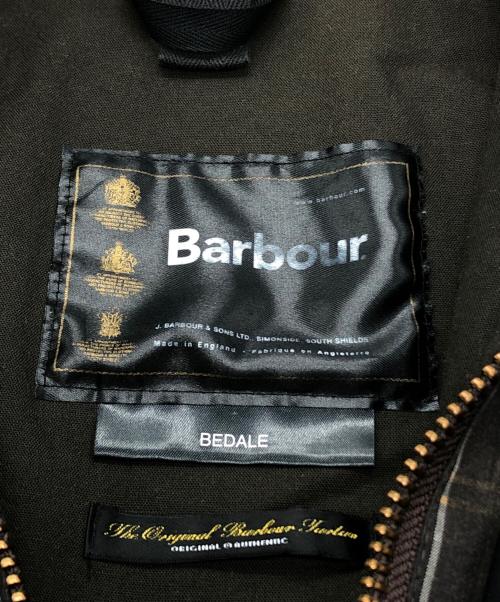 www.barbour.com
Barbour
J. BARBOUR & SONS LTD., SIMONSIDE, SOUTH SHIELDS
Made in England - Fabriqué en Angleterre
BEDALE
The Original Barbour Tartan
ORIGINAL & AUTHENTIC